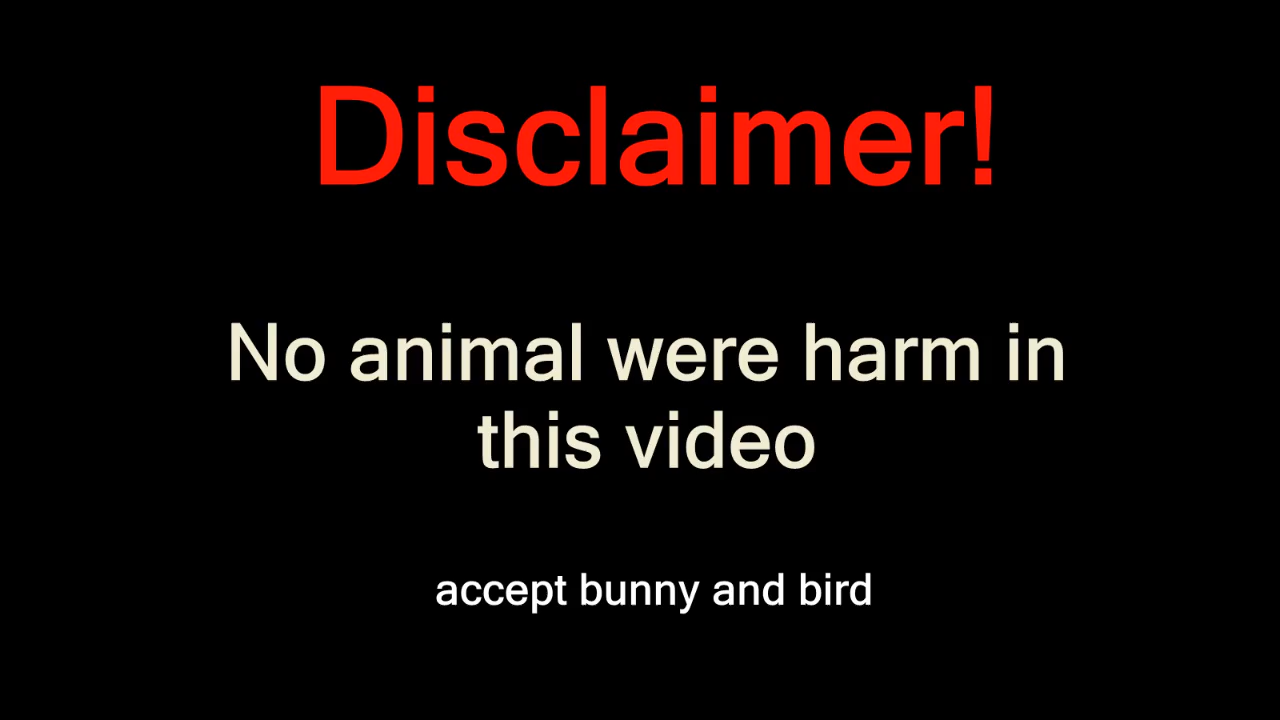 Disclaimer!
No animal were harm in
this video
accept bunny and bird